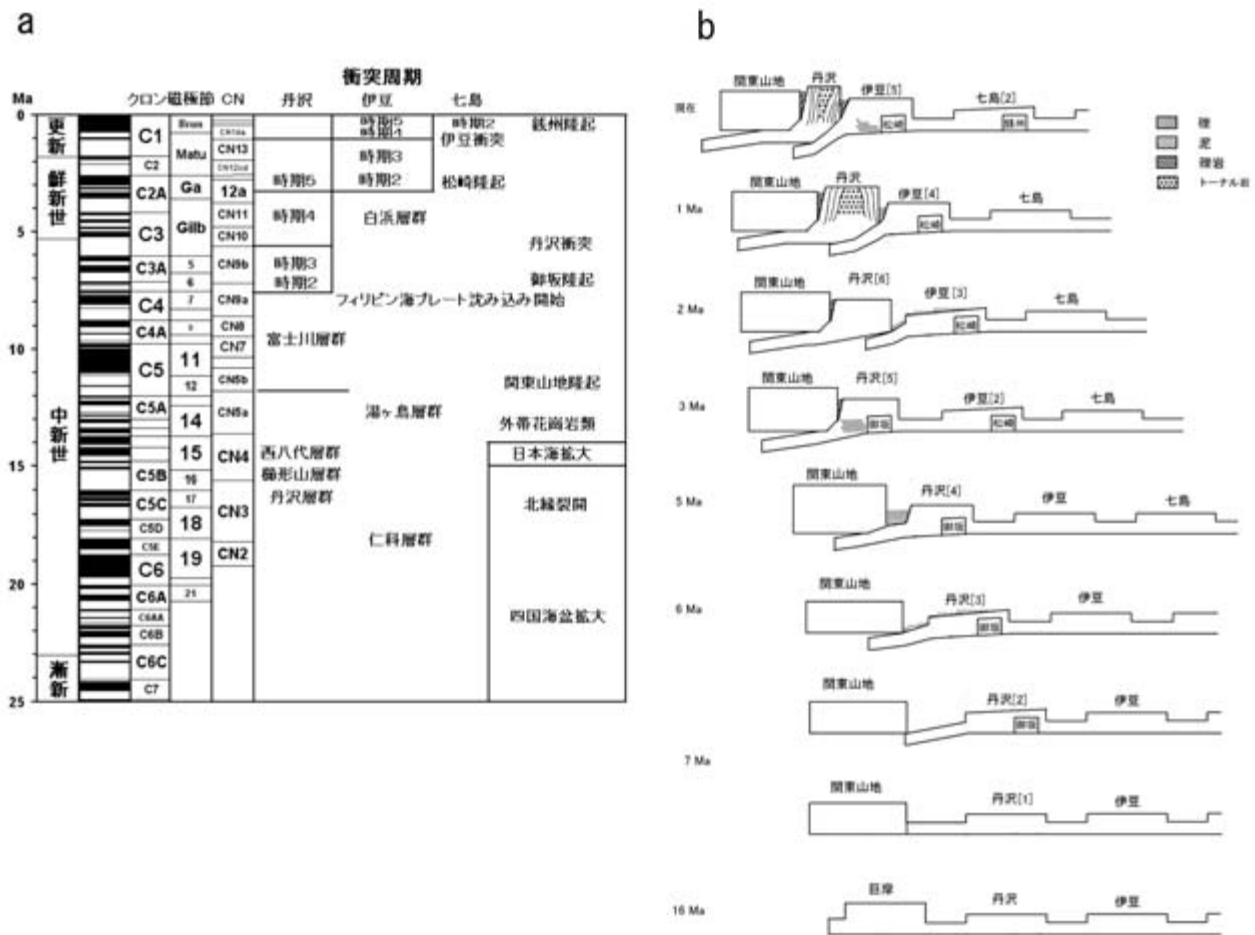 a
衝突周期
Ma クロン 磁極節 CN 丹沢 伊豆 七島
0
5
10
15
20
25
更新
鮮新世
中新世
漸新
C1
C2
C2A
C3
C3A
C4
C4A
C5
C5A
C5B
C5C
C5D
C5E
C6
C6A
C6AA
C6B
C6C
C7
Brun
Matu
Ga
Gilb
5
6
7
11
12
14
15
16
17
18
19
21
CN13
12a
CN11
CN10
CN9b
CN9a
CN8
CN7
CN5b
CN5a
CN4
CN3
CN2
時期5
時期4
時期3
時期2
時期5
時期4
時期3
時期2
時期2
銭州隆起
伊豆衝突
松崎隆起
白浜層群
丹沢衝突
御坂隆起
フィリピン海プレート沈み込み開始
富士川層群
関東山地隆起
湯ヶ島層群
外帯花崗岩類
西八代層群
日本海拡大
櫛形山層群
丹沢層群
北縁裂開
仁科層群
四国海盆拡大
b
現在
関東山地 丹沢 伊豆[5] 七島[2]
松崎 銭州
砂
泥
礫岩
トーナル岩
1 Ma
関東山地 丹沢 伊豆[4] 七島
松崎
2 Ma
関東山地 丹沢[6] 伊豆[3] 七島
松崎
3 Ma
関東山地 丹沢[5] 伊豆[2] 七島
御坂 松崎
5 Ma
関東山地 丹沢[4] 伊豆 七島
御坂
6 Ma
関東山地 丹沢[3] 伊豆
御坂
関東山地 丹沢[2] 伊豆
御坂
7 Ma
関東山地 丹沢[1] 伊豆
16 Ma
巨摩 丹沢 伊豆